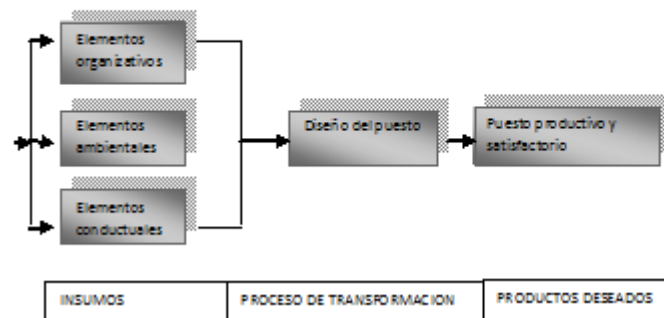 Elementos
organizativos
Elementos
ambientales
Elementos
conductuales
Diseño del puesto
Puesto productivo y
satisfactorio
INSUMOS
PROCESO DE TRANSFORMACION
PRODUCTOS DESEADOS